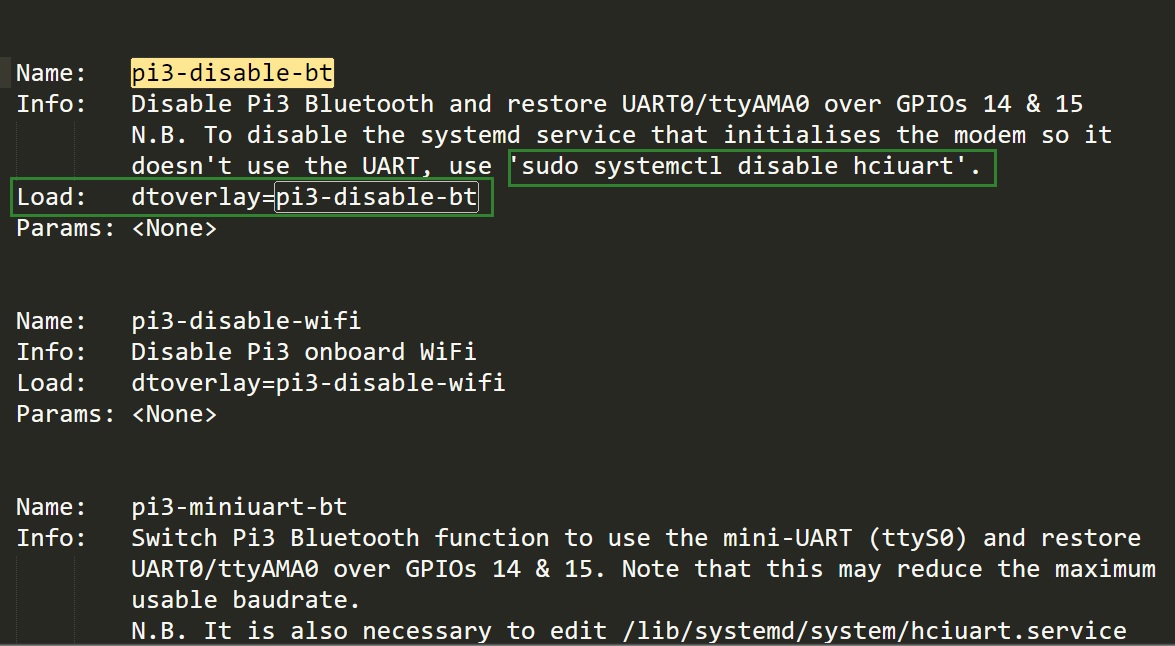 Name: pi3-disable-bt
Info: Disable Pi3 Bluetooth and restore UART0/ttyAMA0 over GPIOs 14 & 15
N.B. To disable the systemd service that initialises the modem so it
doesn't use the UART, use 'sudo systemctl disable hciuart'.
Load: dtoverlay=pi3-disable-bt
Params: <None>
Name: pi3-disable-wifi
Info: Disable Pi3 onboard WiFi
Load: dtoverlay=pi3-disable-wifi
Params: <None>
Name: pi3-miniuart-bt
Info: Switch Pi3 Bluetooth function to use the mini-UART (ttyS0) and restore
UART0/ttyAMA0 over GPIOs 14 & 15. Note that this may reduce the maximum
usable baudrate.
N.B. It is also necessary to edit /lib/systemd/system/hciuart.service